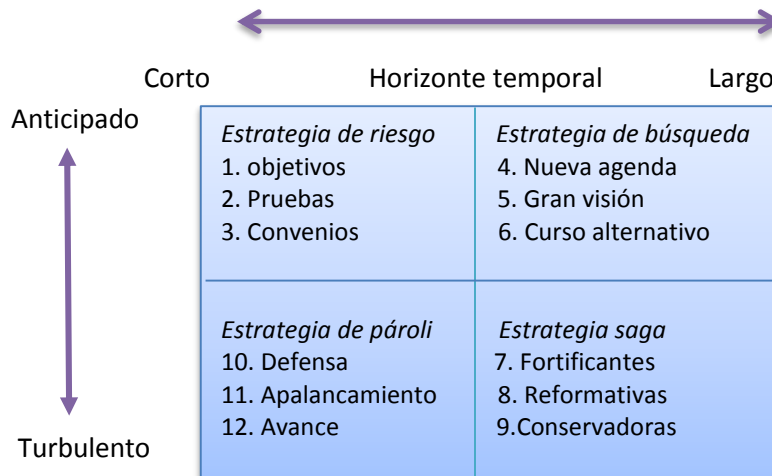 Corto Horizonte temporal Largo
Anticipado
Estrategia de riesgo
1. objetivos
2. Pruebas
3. Convenios
Estrategia de búsqueda
4. Nueva agenda
5. Gran visión
6. Curso alternativo
Estrategia de pároli
10. Defensa
11. Apalancamiento
12. Avance
Estrategia saga
7. Fortificantes
8. Reformativas
9.Conservadoras
Turbulento